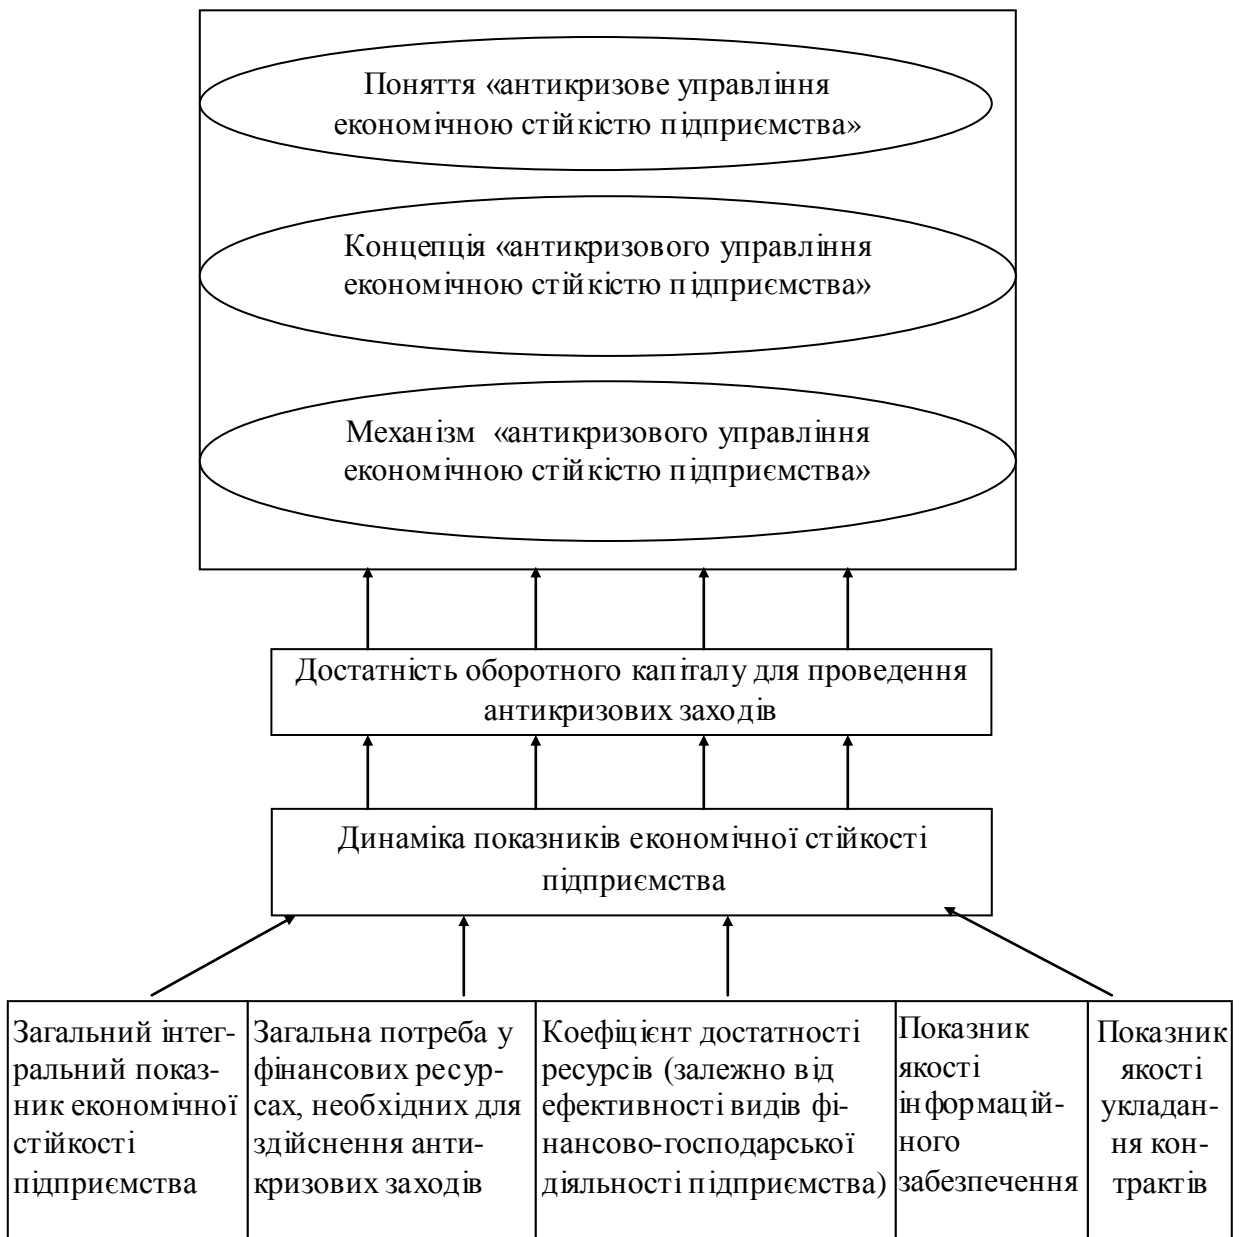 Поняття «антикризове управління
економічною стійкістю підприємства»
Концепція «антикризового управління
економічною стійкістю підприємства»
Механізм «антикризового управління
економічною стійкістю підприємства»
Достатність оборотного капіталу для проведення
антикризових заходів
Динаміка показників економічної стійкості
підприємства
Загальний інтег-
ральний показ-
ник економічної
стійкості
підприємства
Загальна потреба у
фінансових ресур-
сах, необхідних для
здійснення анти-
кризових заходів
Коефіцієнт достатності
ресурсів (залежно від
ефективності видів фі-
нансово-господарської
діяльності підприємства)
Показник
якості
інформацій-
ного
забезпечення
Показник
якості
укладан-
ня кон-
трактів